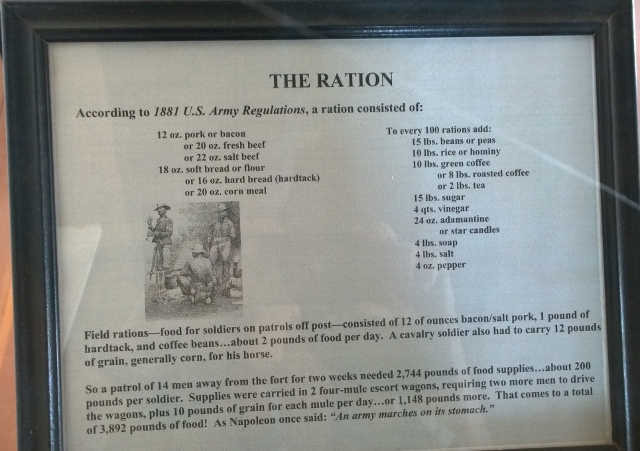 THE RATION
According to 1881 U.S. Army Regulations, a ration consisted of:
12 oz. pork or bacon
or 20 oz. fresh beef
or 22 oz. salt beef
18 oz. soft bread or flour
or 16 oz. hard bread (hardtack)
or 20 oz. corn meal
To every 100 rations add:
15 lbs. beans or peas
10 lbs. rice or hominy
10 lbs. green coffee
or 8 lbs. roasted coffee
or 2 lbs. tea
15 lbs. sugar
4 qts. vinegar
24 oz. adamantine
or star candles
4 lbs. soap
4 lbs. salt
4 oz. pepper
Field rations—food for soldiers on patrols off post—consisted of 12 of ounces bacon/salt pork, 1 pound of
hardtack, and coffee beans…about 2 pounds of food per day. A cavalry soldier also had to carry 12 pounds
of grain, generally corn, for his horse.
So a patrol of 14 men away from the fort for two weeks needed 2,744 pounds of food supplies…about 200
pounds per soldier. Supplies were carried in 2 four-mule escort wagons, requiring two more men to drive
the wagons, plus 10 pounds of grain for each mule per day…or 1,148 pounds more. That comes to a total
of 3,892 pounds of food! As Napoleon once said: "An army marches on its stomach."